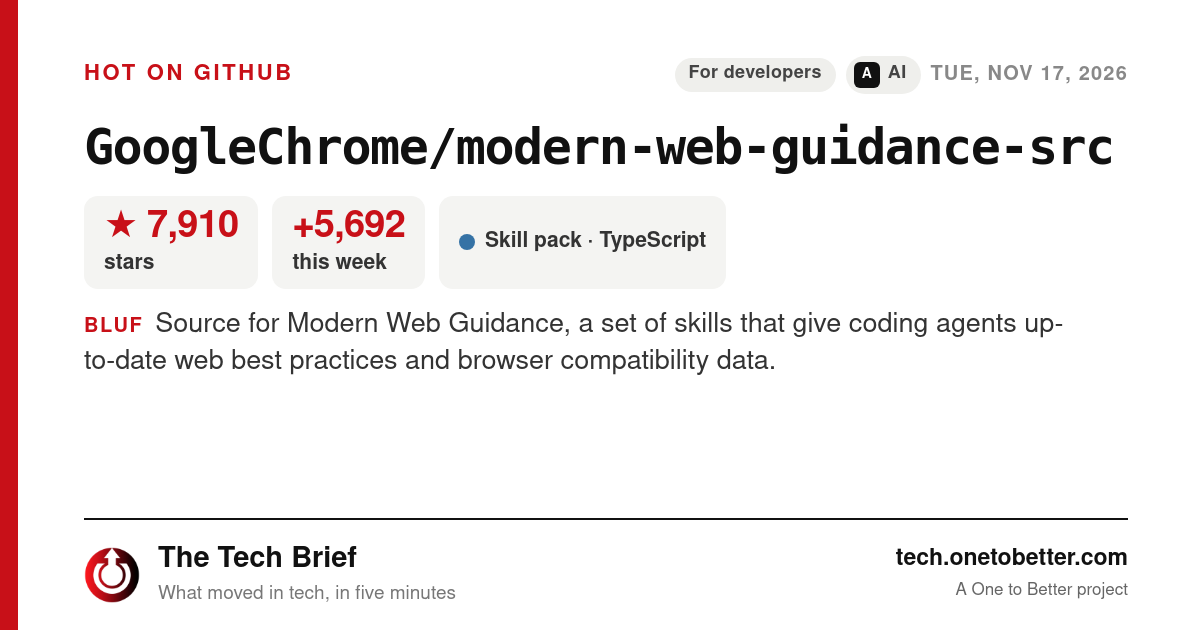 HOT ON GITHUB
For developers
A AI
TUE, NOV 17, 2026
GoogleChrome/modern-web-guidance-src
★ 7,910
stars
+5,692
this week
Skill pack · TypeScript
BLUF Source for Modern Web Guidance, a set of skills that give coding agents up-
to-date web best practices and browser compatibility data.
The Tech Brief
What moved in tech, in five minutes
tech.onetobetter.com
A One to Better project